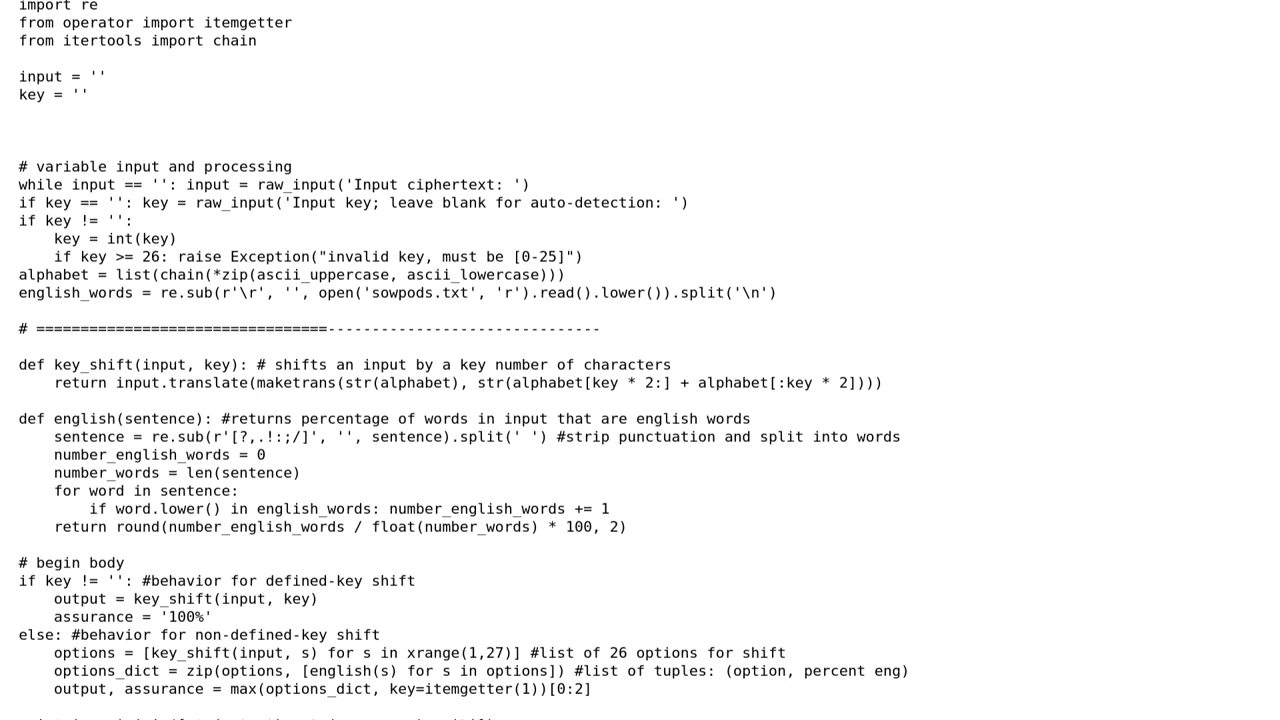 import re
from operator import itemgetter
from itertools import chain

input = ''
key = ''

# variable input and processing
while input == '': input = raw_input('Input ciphertext: ')
if key == '': key = raw_input('Input key; leave blank for auto-detection: ')
if key != '':
    key = int(key)
    if key >= 26: raise Exception("invalid key, must be [0-25]")
alphabet = list(chain(*zip(ascii_uppercase, ascii_lowercase)))
english_words = re.sub(r'\r', '', open('sowpods.txt', 'r').read().lower()).split('\n')

# =================================-------------------------------

def key_shift(input, key): # shifts an input by a key number of characters
    return input.translate(maketrans(str(alphabet), str(alphabet[key * 2:] + alphabet[:key * 2])))

def english(sentence): #returns percentage of words in input that are english words
    sentence = re.sub(r'[?,.!:;/]', '', sentence).split(' ') #strip punctuation and split into words
    number_english_words = 0
    number_words = len(sentence)
    for word in sentence:
        if word.lower() in english_words: number_english_words += 1
    return round(number_english_words / float(number_words) * 100, 2)

# begin body
if key != '': #behavior for defined-key shift
    output = key_shift(input, key)
    assurance = '100%'
else: #behavior for non-defined-key shift
    options = [key_shift(input, s) for s in xrange(1,27)] #list of 26 options for shift
    options_dict = zip(options, [english(s) for s in options]) #list of tuples: (option, percent eng)
    output, assurance = max(options_dict, key=itemgetter(1))[0:2]